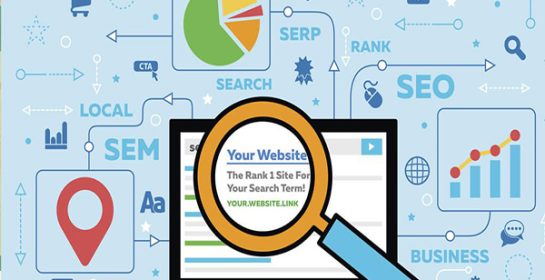 SERP
RANK
CTA
SEARCH
SEO
LOCAL
SEM
Your Website
The Rank 1 Site For
Your Search Term!
YOUR.WEBSITE.LINK
Aa
BUSINESS